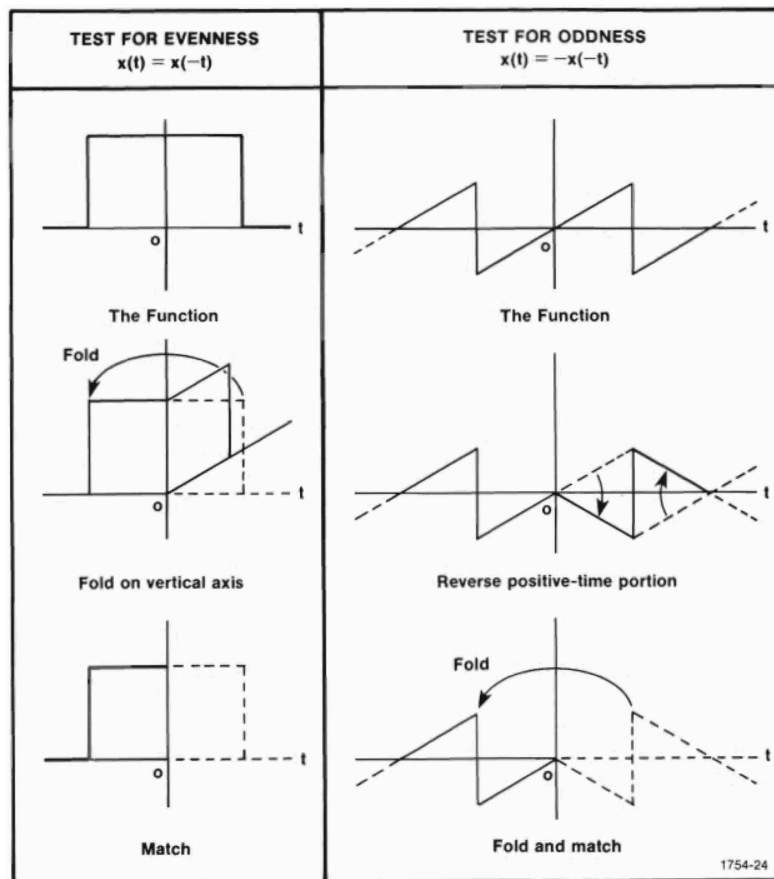 TEST FOR EVENNESS
x(t) = x(−t)
TEST FOR ODDNESS
x(t) = −x(−t)
t
O
The Function
t
O
The Function
Fold
t
O
Fold on vertical axis
t
O
Reverse positive-time portion
t
O
Match
Fold
t
O
Fold and match
1754-24